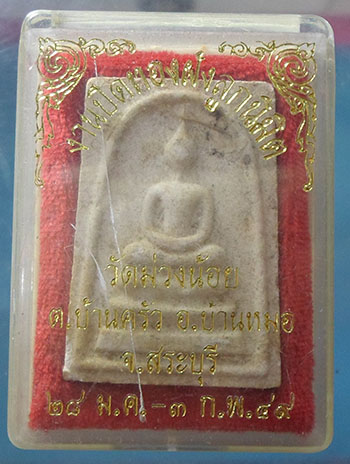 งานปิดทองฝังลูกนิมิต
วัดม่วงน้อย
ต.บ้านครัว อ.บ้านหมอ
จ.สระบุรี
๒๘ ม.ค.-๓ ก.พ.๔๙